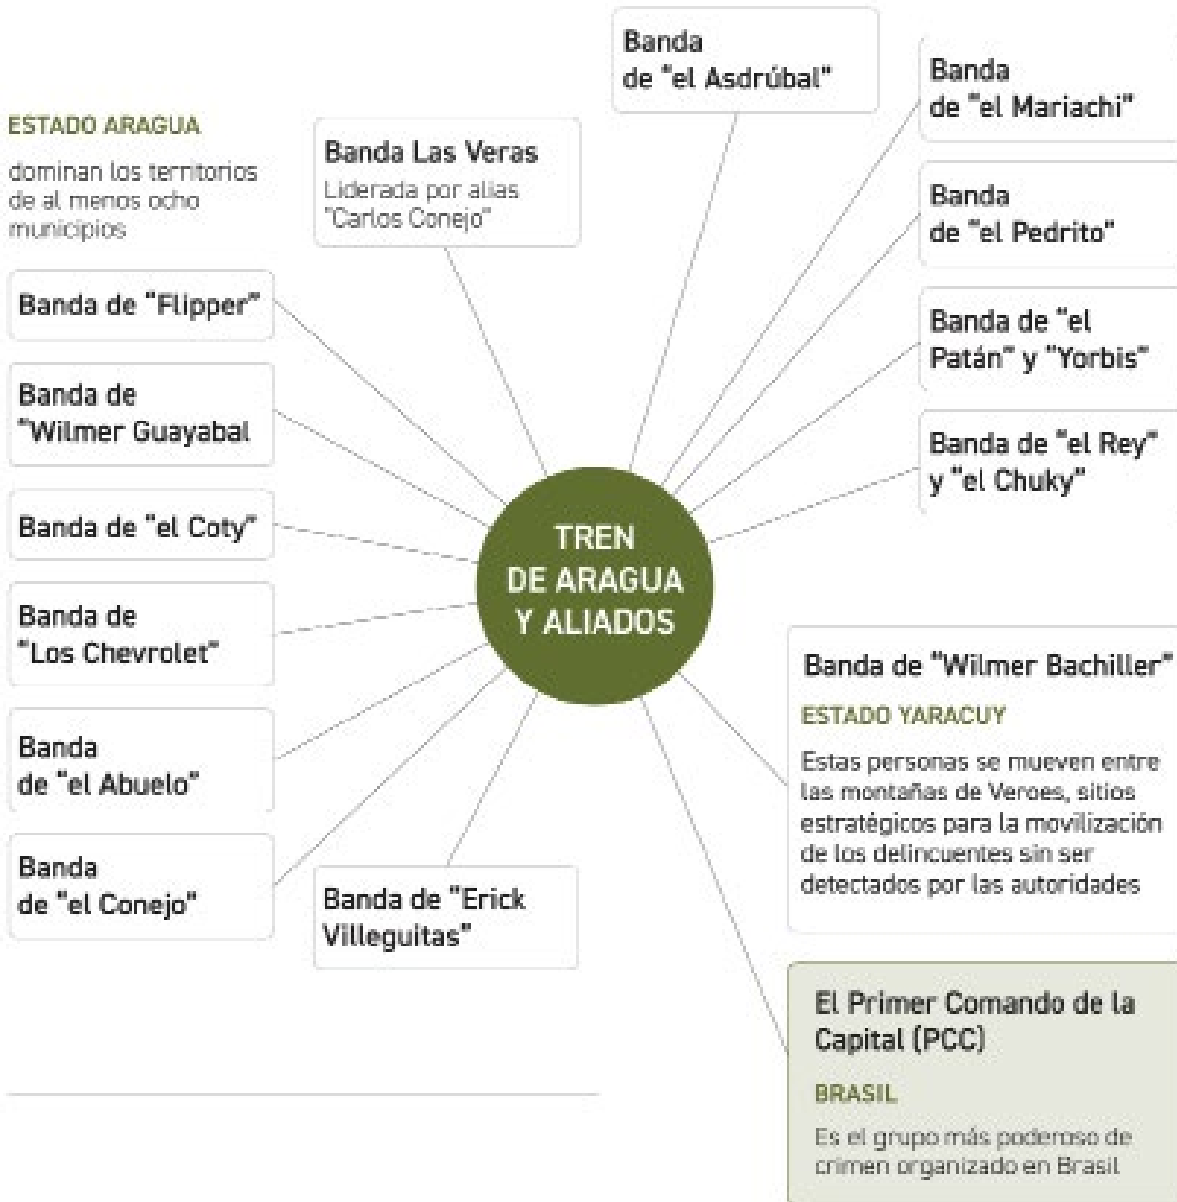 ESTADO ARAGUA
dominan los territorios
de al menos ocho
municipios
Banda Las Veras
Liderada por alias
"Carlos Conejo"
Banda
de "el Asdrúbal"
Banda
de "el Mariachi"
Banda
de "el Pedrito"
Banda de "el
Patán" y "Yorbis"
Banda de "el Rey"
y "el Chuky"
Banda de "Flipper"
Banda de
"Wilmer Guayabal
Banda de "el Coty"
Banda de
"Los Chevrolet"
Banda
de "el Abuelo"
Banda
de "el Conejo"
Banda de "Erick
Villeguitas"
TREN
DE ARAGUA
Y ALIADOS
Banda de "Wilmer Bachiller"
ESTADO YARACUY
Estas personas se mueven entre
las montañas de Veroes, sitios
estratégicos para la movilización
de los delincuentes sin ser
detectados por las autoridades
El Primer Comando de la
Capital (PCC)
BRASIL
Es el grupo más poderoso de
crimen organizado en Brasil